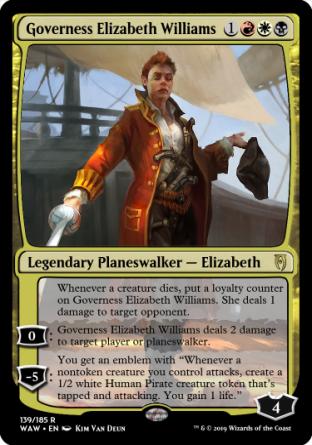 Governess Elizabeth Williams 1
Legendary Planeswalker — Elizabeth
Whenever a creature dies, put a loyalty counter
on Governess Elizabeth Williams. She deals 1
damage to target opponent.
0: Governess Elizabeth Williams deals 2 damage
to target player or planeswalker.
-5: You get an emblem with “Whenever a
nontoken creature you control attacks, create a
1/2 white Human Pirate creature token that's
tapped and attacking. You gain 1 life.”
4
139/185 R
WAW • EN Kim Van Deun
™ & © 2019 Wizards of the Coast